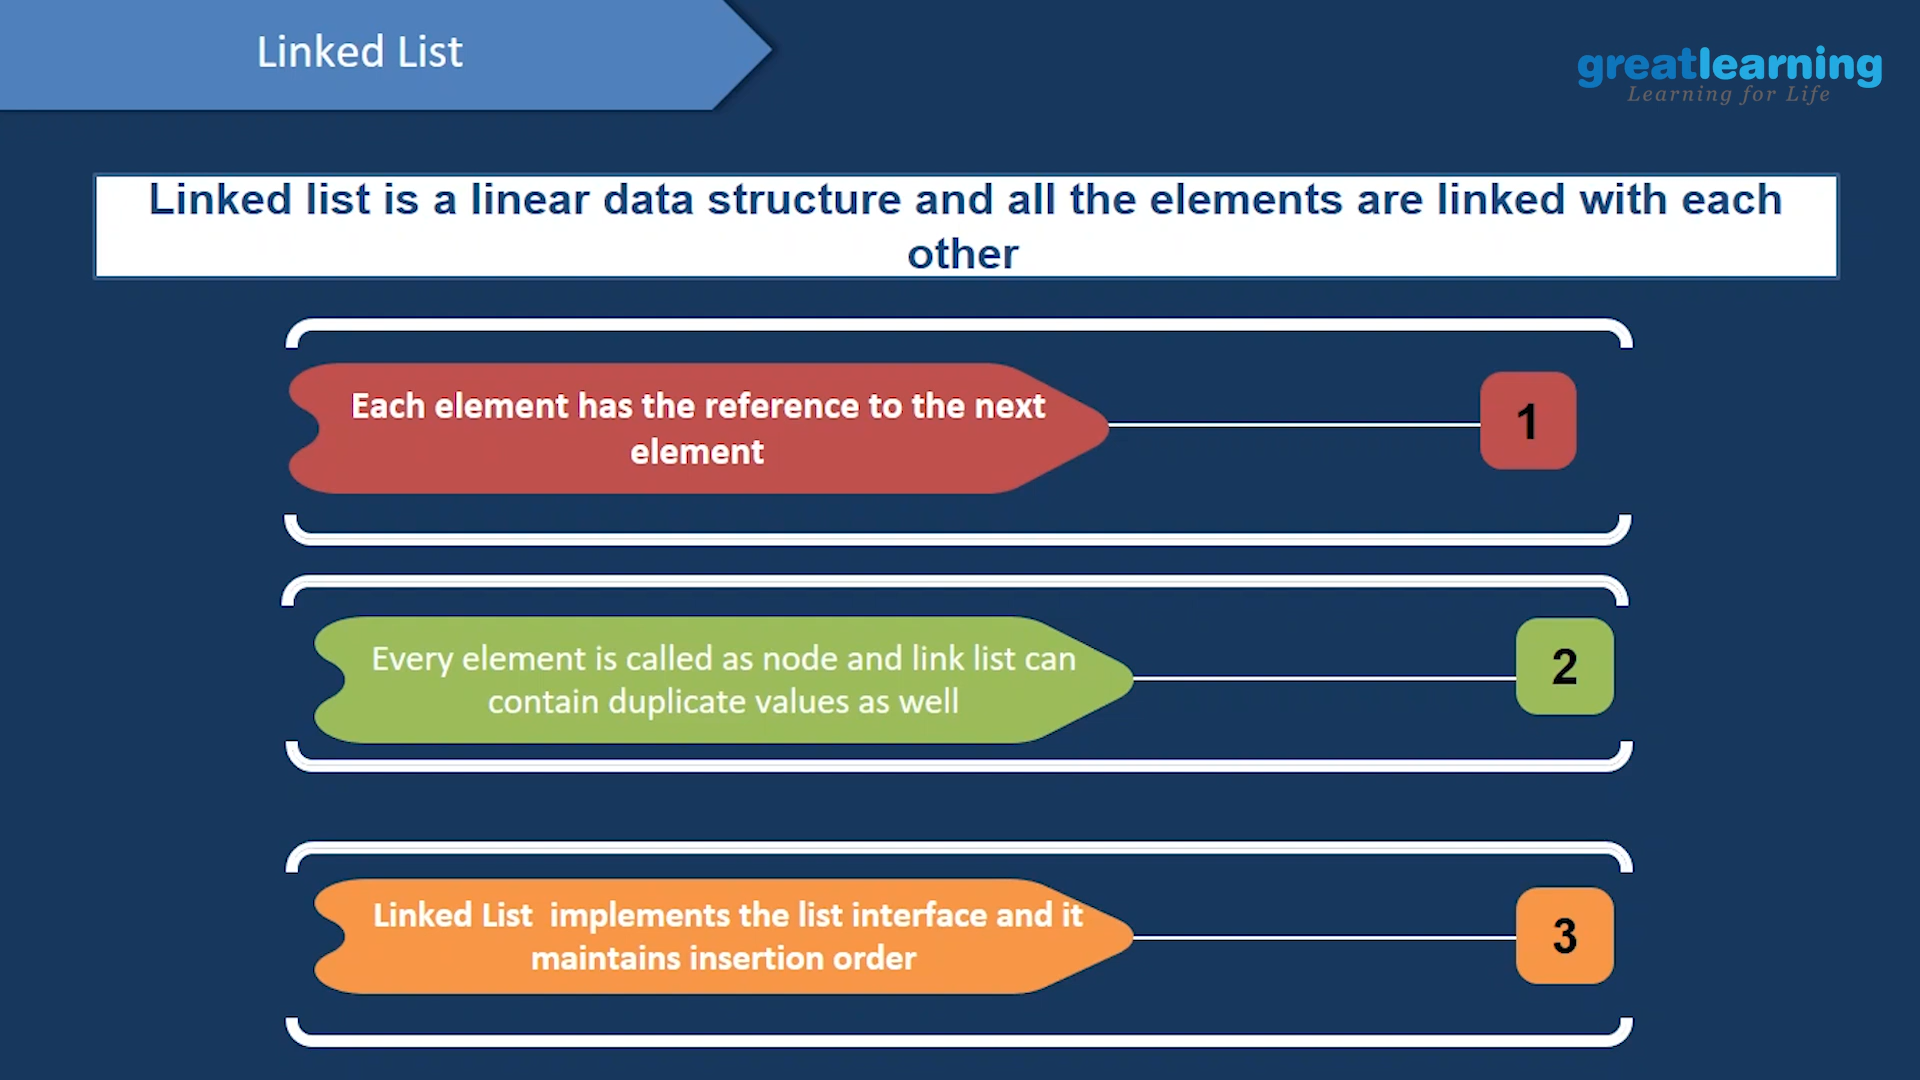 Linked List
greatlearning
Learning for Life
Linked list is a linear data structure and all the elements are linked with each
other
Each element has the reference to the next
element
1
Every element is called as node and link list can
contain duplicate values as well
2
Linked List  implements the list interface and it
maintains insertion order
3